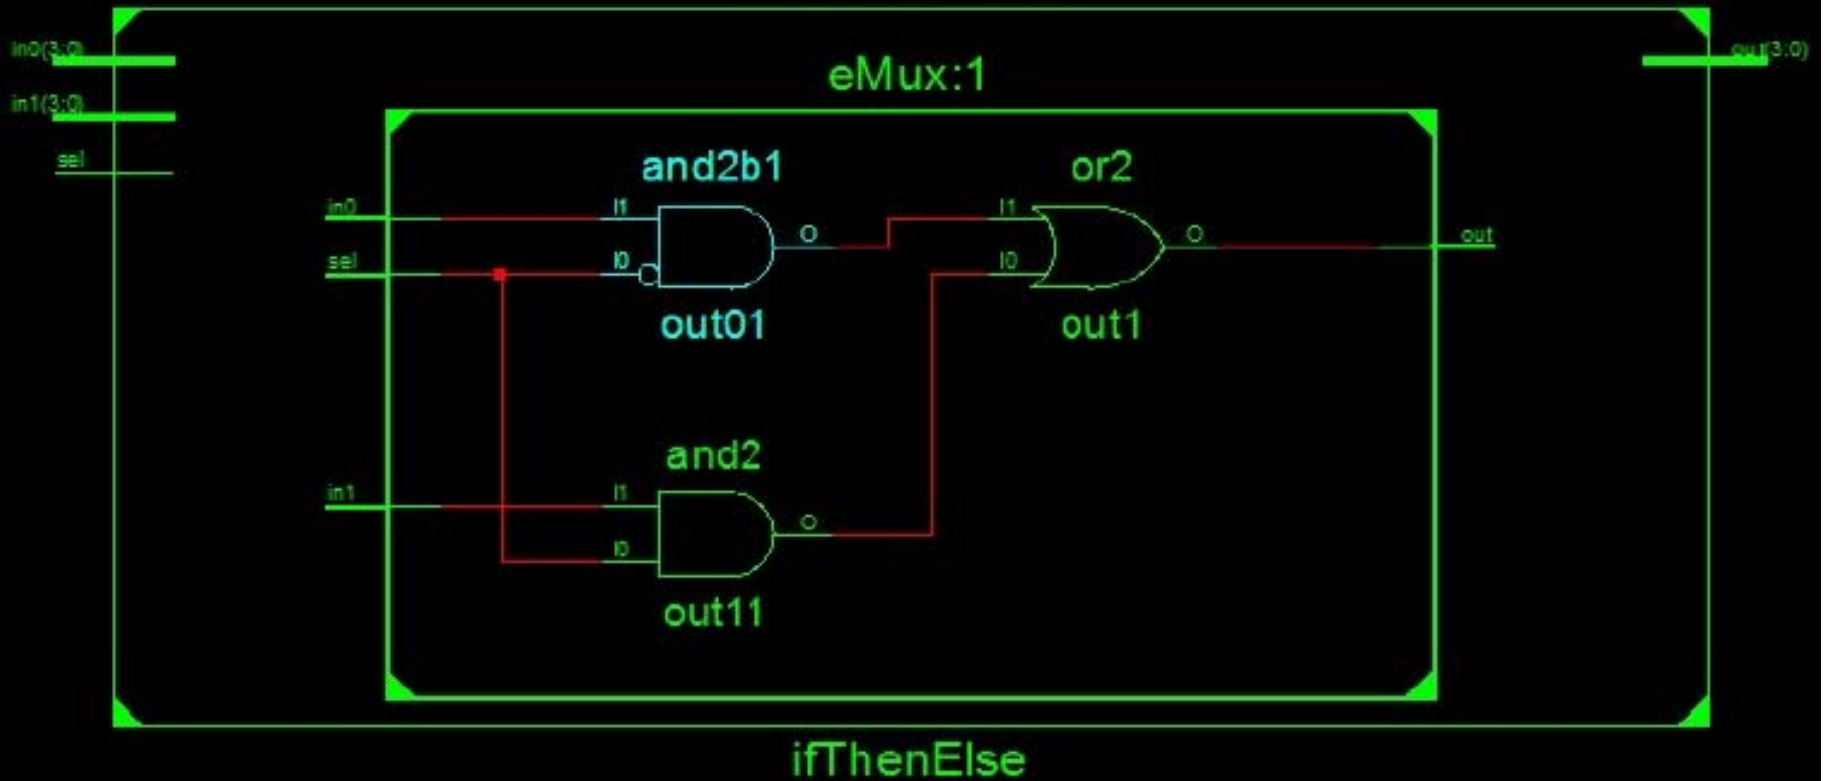 in0(3:0)
in1(3:0)
sel
out(3:0)
eMux:1
and2b1
or2
in0
I1
O
I1
O
out
sel
I0
I0
out01
out1
and2
in1
I1
O
I0
out11
ifThenElse